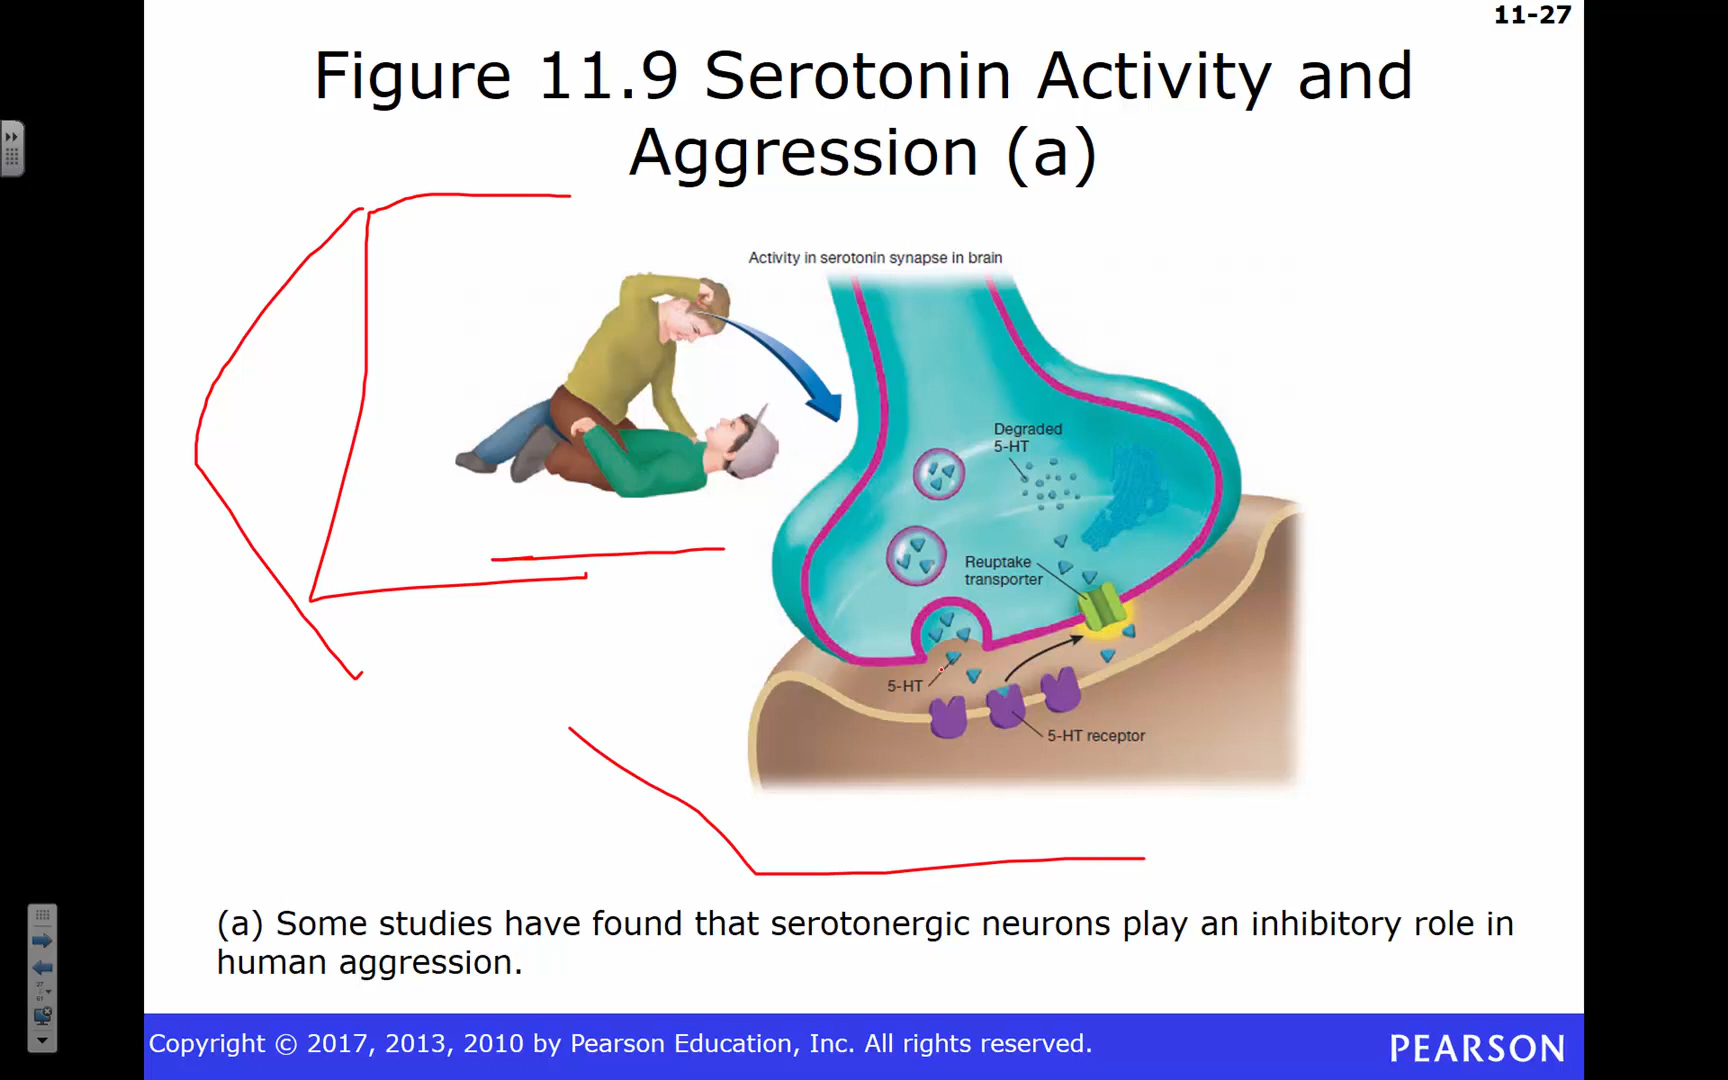 11-27
Figure 11.9 Serotonin Activity and
Aggression (a)
Activity in serotonin synapse in brain
Degraded
5-HT
Reuptake
transporter
5-HT
5-HT receptor
(a) Some studies have found that serotonergic neurons play an inhibitory role in
human aggression.
Copyright © 2017, 2013, 2010 by Pearson Education, Inc. All rights reserved.
PEARSON